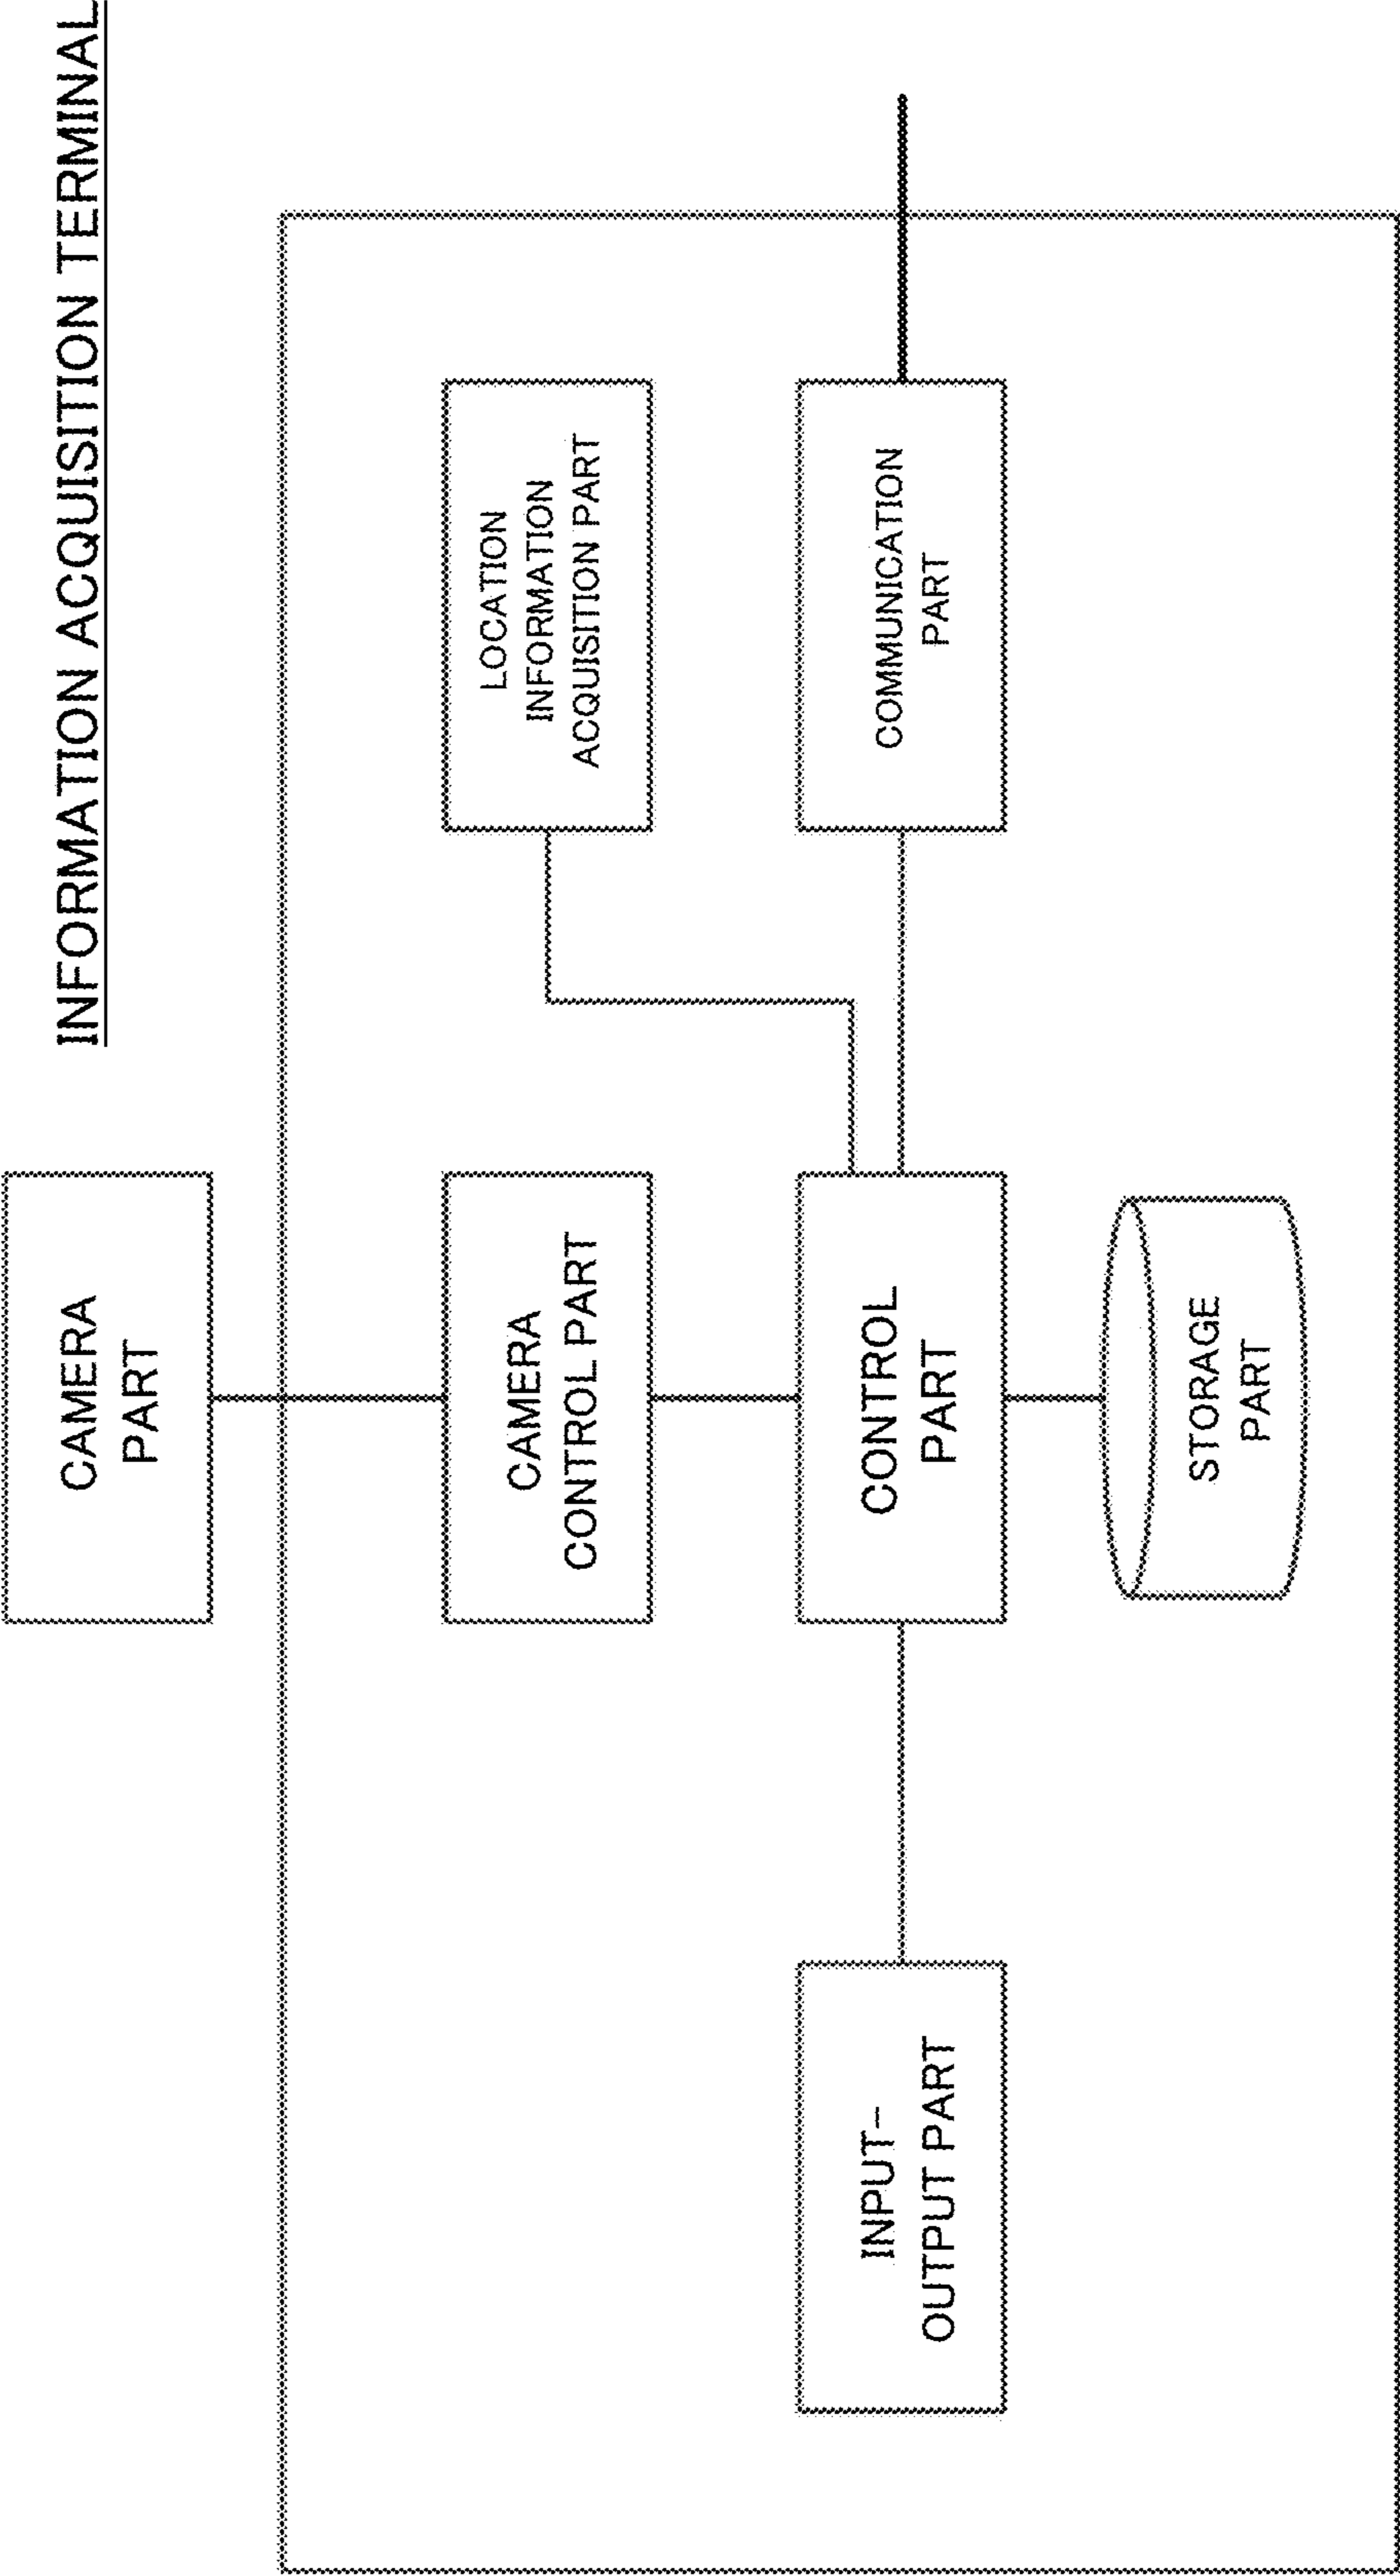 INFORMATION ACQUISITION TERMINAL
CAMERA
PART
CAMERA
CONTROL PART
LOCATION
INFORMATION
ACQUISITION PART
INPUT-
OUTPUT PART
CONTROL
PART
COMMUNICATION
PART
STORAGE
PART